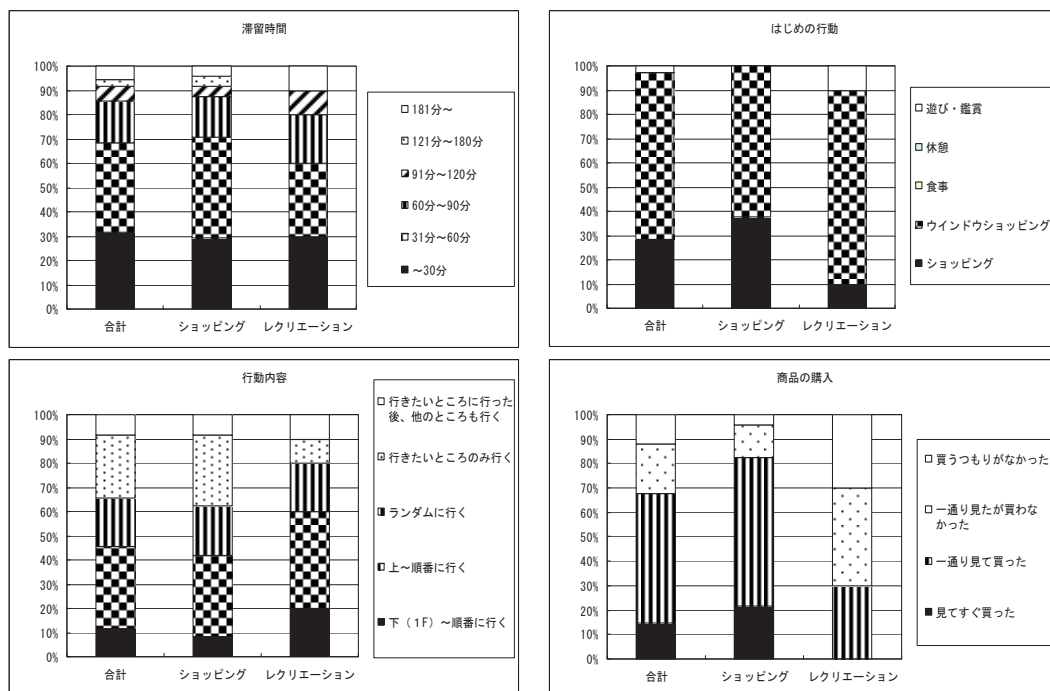 滞留時間
100%
90%
80%
70%
60%
50%
40%
30%
20%
10%
0%
合計
ショッピング
レクリエーション
181分～
121分～180分
91分～120分
60分～90分
31分～60分
～30分
はじめの行動
100%
90%
80%
70%
60%
50%
40%
30%
20%
10%
0%
合計
ショッピング
レクリエーション
遊び・鑑賞
休憩
食事
ウインドウショッピング
ショッピング
行動内容
100%
90%
80%
70%
60%
50%
40%
30%
20%
10%
0%
合計
ショッピング
レクリエーション
行きたいところに行った
後、他のところも行く
行きたいところのみ行く
ランダムに行く
上～順番に行く
下（１F）～順番に行く
商品の購入
100%
90%
80%
70%
60%
50%
40%
30%
20%
10%
0%
合計
ショッピング
レクリエーション
買うつもりがなかった
一通り見たが買わな
かった
一通り見て買った
見てすぐ買った